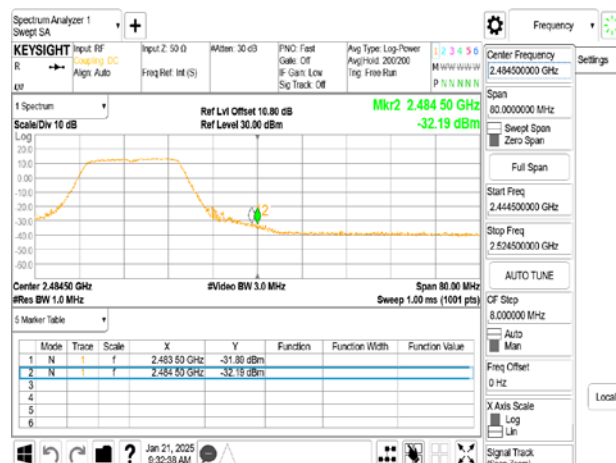 Spectrum Analyzer 1
Swept SA
Frequency
KEYSIGHT
R
Input: RF
Coupling: DC
Align: Auto
Input Z: 50 Ω
Freq Ref: Int (S)
#Atten: 30 dB
PNO: Fast
Gate: Off
IF Gain: Low
Sig Track: Off
Avg Type: Log-Power
Avg|Hold: 200/200
Trig: Free Run
1 2 3 4 5 6
M W W W W W
P N N N N N
Center Frequency
2.484500000 GHz
Settings
Span
80.0000000 MHz
Swept Span
Zero Span
Full Span
Start Freq
2.444500000 GHz
Stop Freq
2.524500000 GHz
AUTO TUNE
CF Step
8.000000 MHz
Auto
Man
Freq Offset
0 Hz
X Axis Scale
Log
Lin
Signal Track
Local
1 Spectrum
Scale/Div 10 dB
Ref Lvl Offset 10.80 dB
Ref Level 30.00 dBm
Mkr2 2.484 50 GHz
-32.19 dBm
Log
20.0
10.0
0.00
-10.0
-20.0
-30.0
-40.0
-50.0
-60.0
2
Center 2.48450 GHz
#Res BW 1.0 MHz
#Video BW 3.0 MHz
Span 80.00 MHz
Sweep 1.00 ms (1001 pts)
5 Marker Table
Mode Trace Scale X Y Function Function Width Function Value
1 N 1 f 2.483 50 GHz -31.80 dBm
2 N 1 f 2.484 50 GHz -32.19 dBm
3
4
5
6
?
Jan 21, 2025
9:32:38 AM